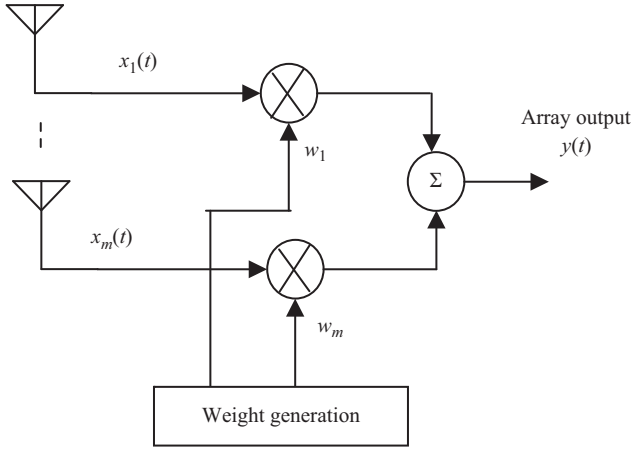 x₁(t)
w₁
Array output
y(t)
Σ
xₘ(t)
wₘ
Weight generation